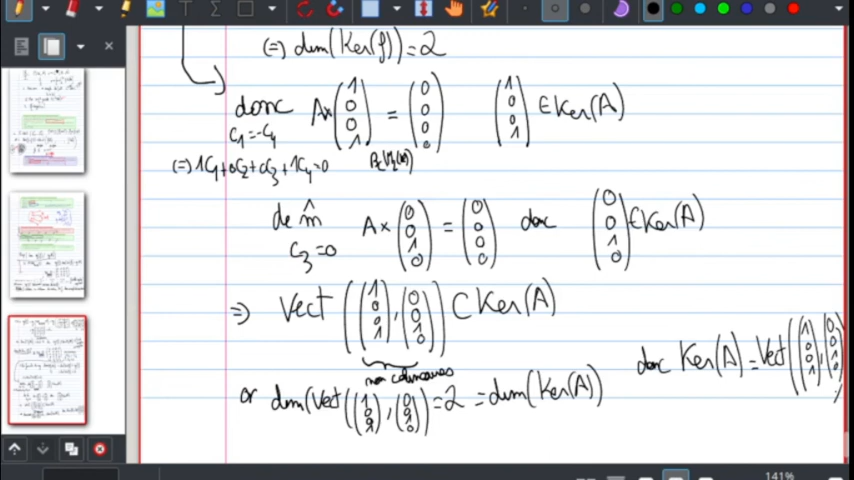 (=) dim(Ker(f)) = 2
donc A × (1 0 0 1) = (0 0 0 0) (1 0 0 1) ∈ Ker(A)
C1 = -C4
(=) 1C1 + 0C2 + 0C3 + 1C4 = 0
de m̂ A × (0 0 1 0) = (0 0 0 0) donc (0 0 1 0) ∈ Ker(A)
C3 = 0
=> Vect((1 0 0 1), (0 0 1 0)) ⊂ Ker(A)
non colinéaires
or dim(Vect((1 0 0 1), (0 0 1 0)) = 2 = dim(Ker(A))
donc Ker(A) = Vect((1 0 0 1), (0 0 1 0))
141%